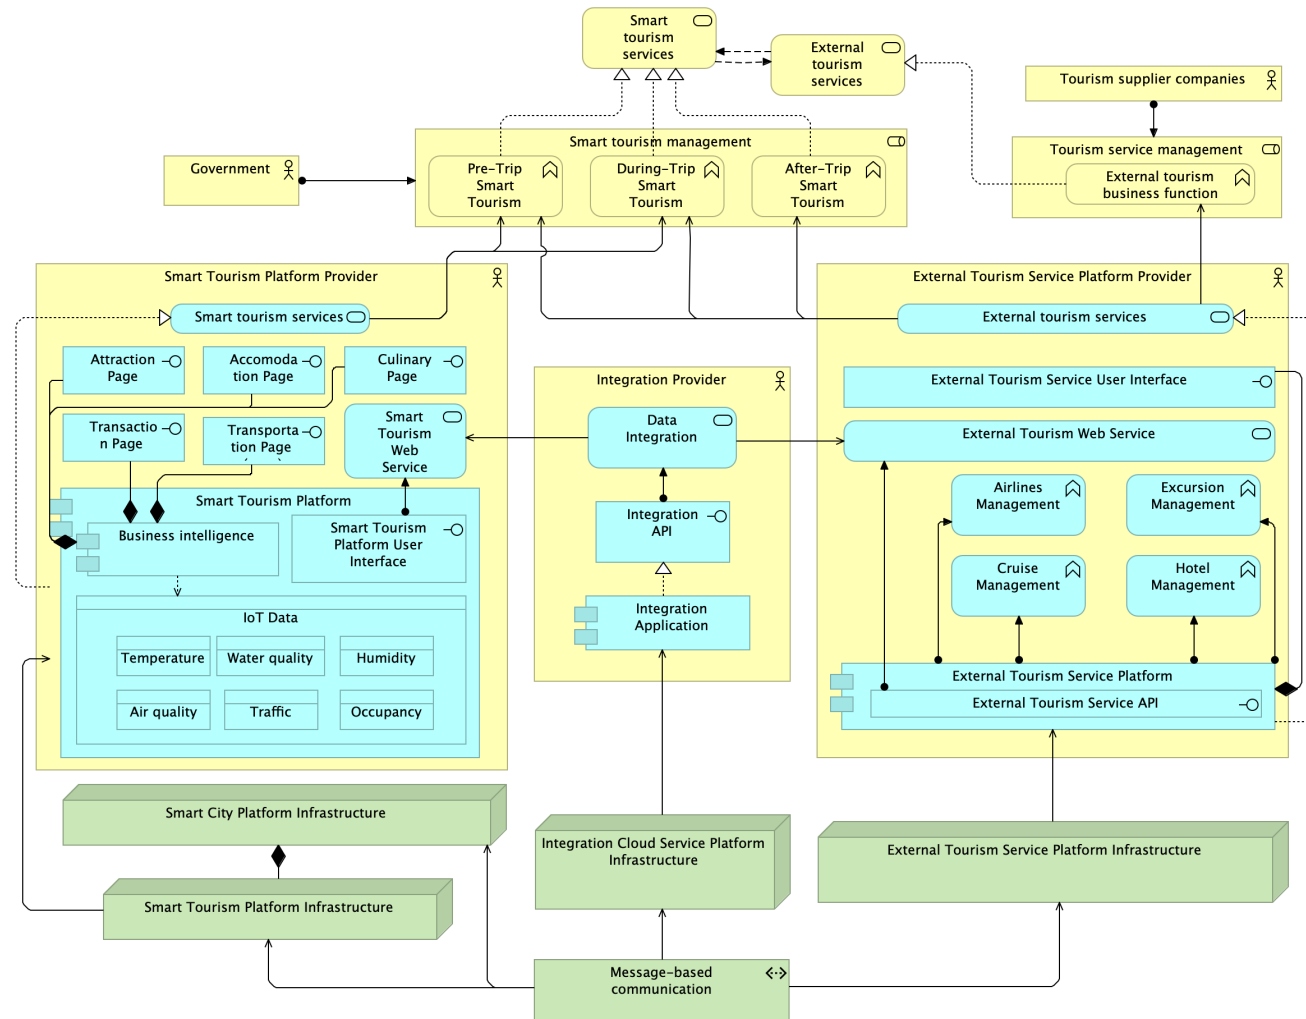 Smart
tourism
services
External
tourism
services
Tourism supplier companies
Smart tourism management
Tourism service management
Government
Pre-Trip
Smart
Tourism
During-Trip
Smart
Tourism
After-Trip
Smart
Tourism
External tourism
business function
Smart Tourism Platform Provider
External Tourism Service Platform Provider
Smart tourism services
External tourism services
Attraction
Page
Accomoda
tion Page
Culinary
Page
Integration Provider
External Tourism Service User Interface
Transactio
n Page
Transporta
tion Page
Smart
Tourism
Web
Service
Data
Integration
External Tourism Web Service
Smart Tourism Platform
Airlines
Management
Excursion
Management
Business intelligence
Smart Tourism
Platform User
Interface
Integration
API
Cruise
Management
Hotel
Management
IoT Data
Integration
Application
Temperature
Water quality
Humidity
Air quality
Traffic
Occupancy
External Tourism Service Platform
External Tourism Service API
Smart City Platform Infrastructure
Integration Cloud Service Platform
Infrastructure
External Tourism Service Platform Infrastructure
Smart Tourism Platform Infrastructure
Message-based
communication